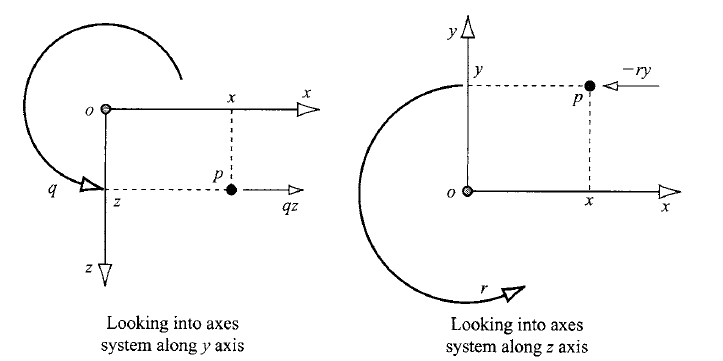 x
x
o
q
z
p
qz
z
Looking into axes
system along y axis
y
y
−ry
p
o
x
x
r
Looking into axes
system along z axis